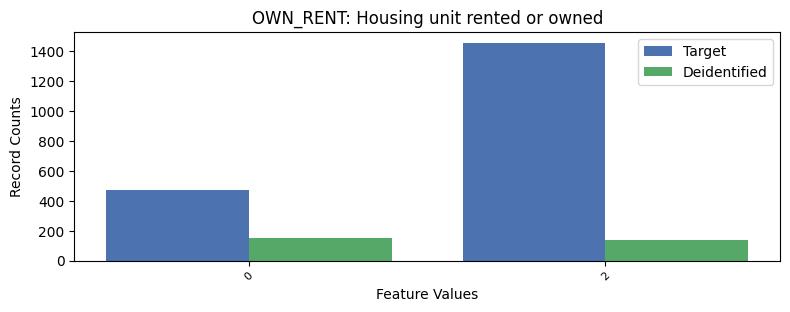 OWN_RENT: Housing unit rented or owned
Target
Deidentified
Record Counts
1400
1200
1000
800
600
400
200
0
0
2
Feature Values